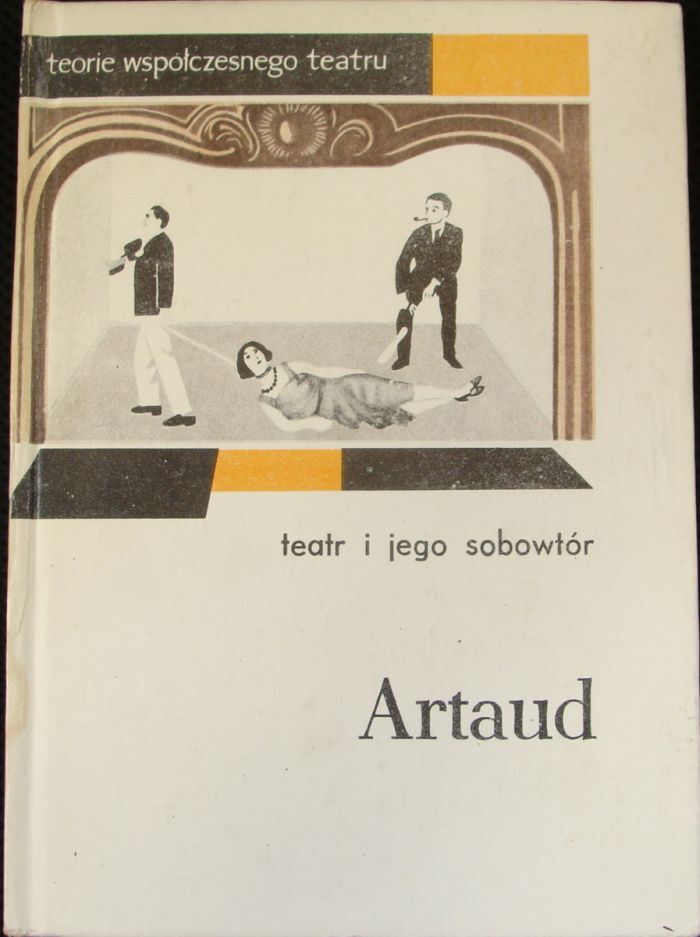 teorie współczesnego teatru
teatr i jego sobowtór
Artaud